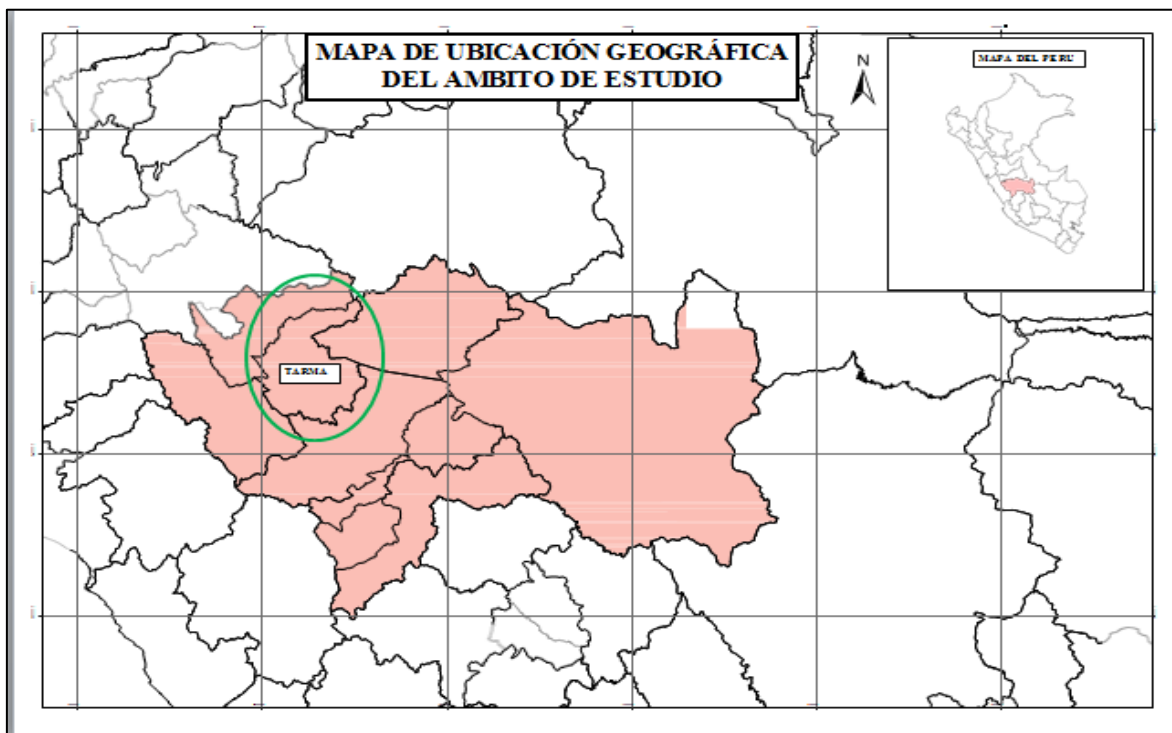 MAPA DE UBICACIÓN GEOGRÁFICA
DEL AMBITO DE ESTUDIO
N
MAPA DEL PERU
TARMA